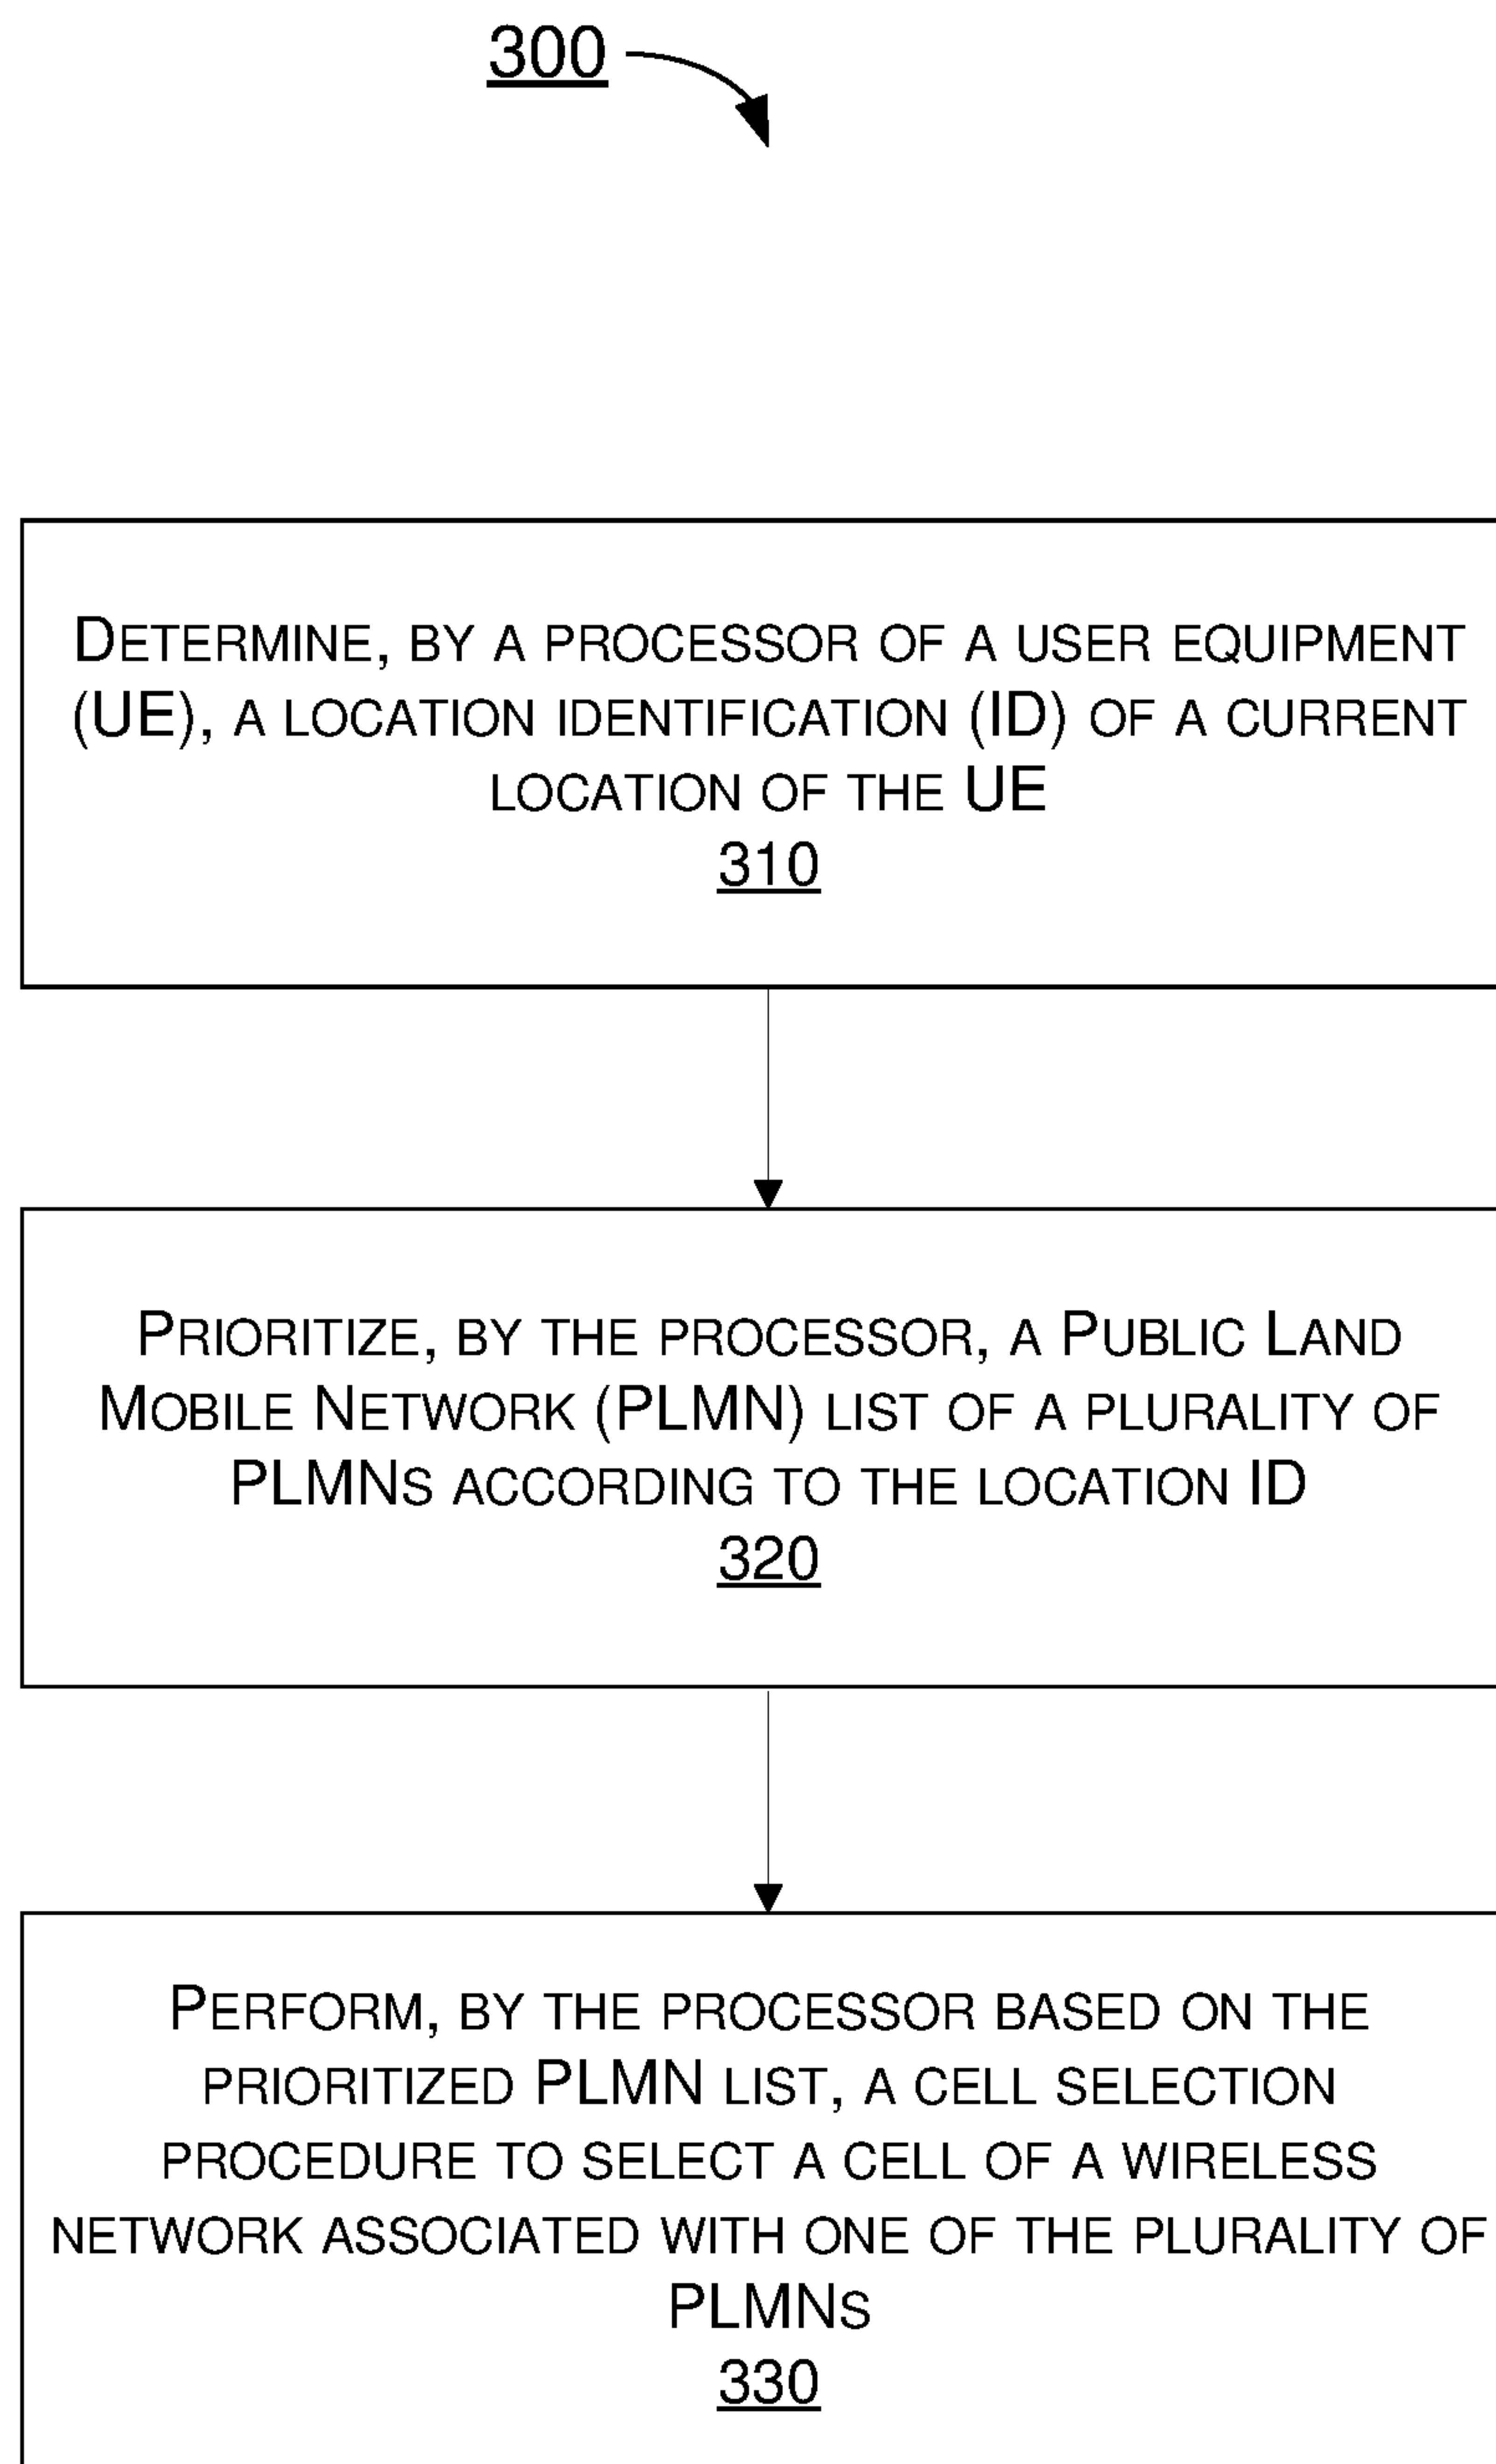 300
DETERMINE, BY A PROCESSOR OF A USER EQUIPMENT
(UE), A LOCATION IDENTIFICATION (ID) OF A CURRENT
LOCATION OF THE UE
310
PRIORITIZE, BY THE PROCESSOR, A PUBLIC LAND
MOBILE NETWORK (PLMN) LIST OF A PLURALITY OF
PLMNS ACCORDING TO THE LOCATION ID
320
PERFORM, BY THE PROCESSOR BASED ON THE
PRIORITIZED PLMN LIST, A CELL SELECTION
PROCEDURE TO SELECT A CELL OF A WIRELESS
NETWORK ASSOCIATED WITH ONE OF THE PLURALITY OF
PLMNS
330